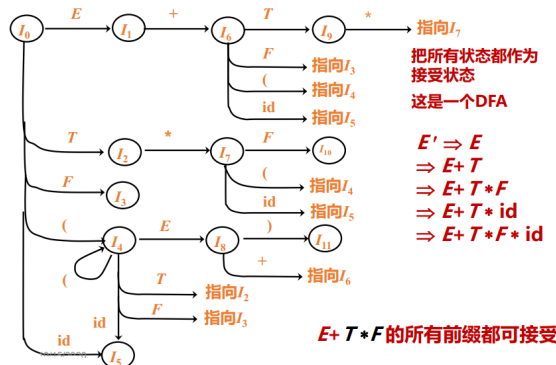 I0 E I1 + I6 T I9 * 指向I7
F 指向I3
( 指向I4
id 指向I5
把所有状态都作为
接受状态
这是一个DFA
T I2 * I7 F I10
( 指向I4
id 指向I5
F I3
( I4 E I8 ) I11
+ 指向I6
(
T 指向I2
F 指向I3
id
id I5
E′ ⇒ E
⇒ E+ T
⇒ E+ T * F
⇒ E+ T * id
⇒ E+ T * F * id
E+ T * F 的所有前缀都可接受